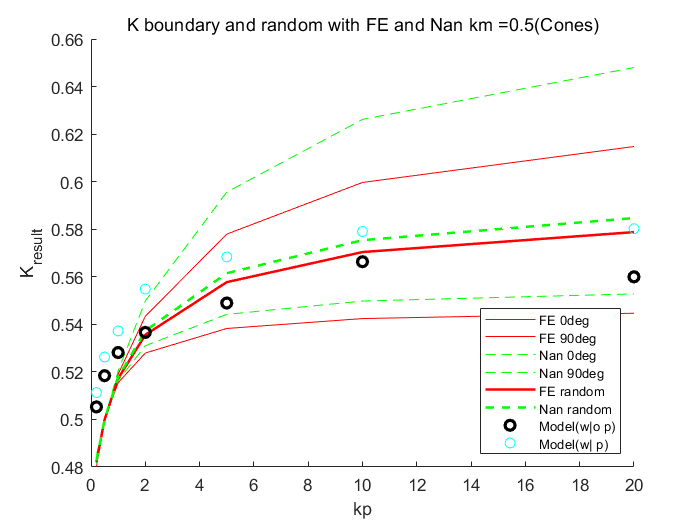 K boundary and random with FE and Nan km =0.5(Cones)
0.66
0.64
0.62
0.6
0.58
0.56
0.54
0.52
0.5
0.48
K_result
0 2 4 6 8 10 12 14 16 18 20
kp
FE 0deg
FE 90deg
Nan 0deg
Nan 90deg
FE random
Nan random
Model(w|o p)
Model(w| p)